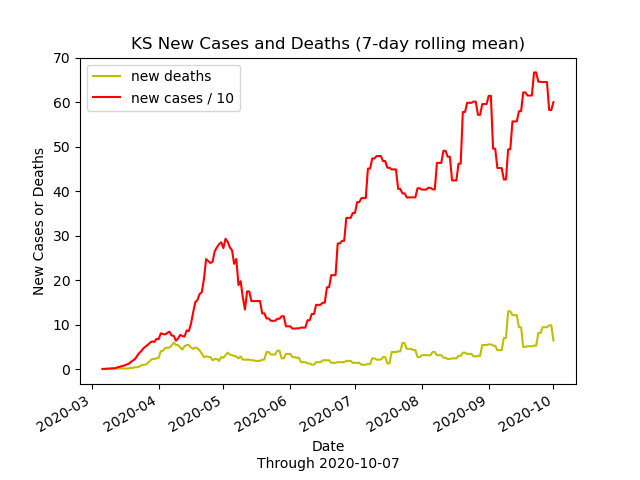 KS New Cases and Deaths (7-day rolling mean)
new deaths
new cases / 10
New Cases or Deaths
70
60
50
40
30
20
10
0
2020-03
2020-04
2020-05
2020-06
2020-07
2020-08
2020-09
2020-10
Date
Through 2020-10-07